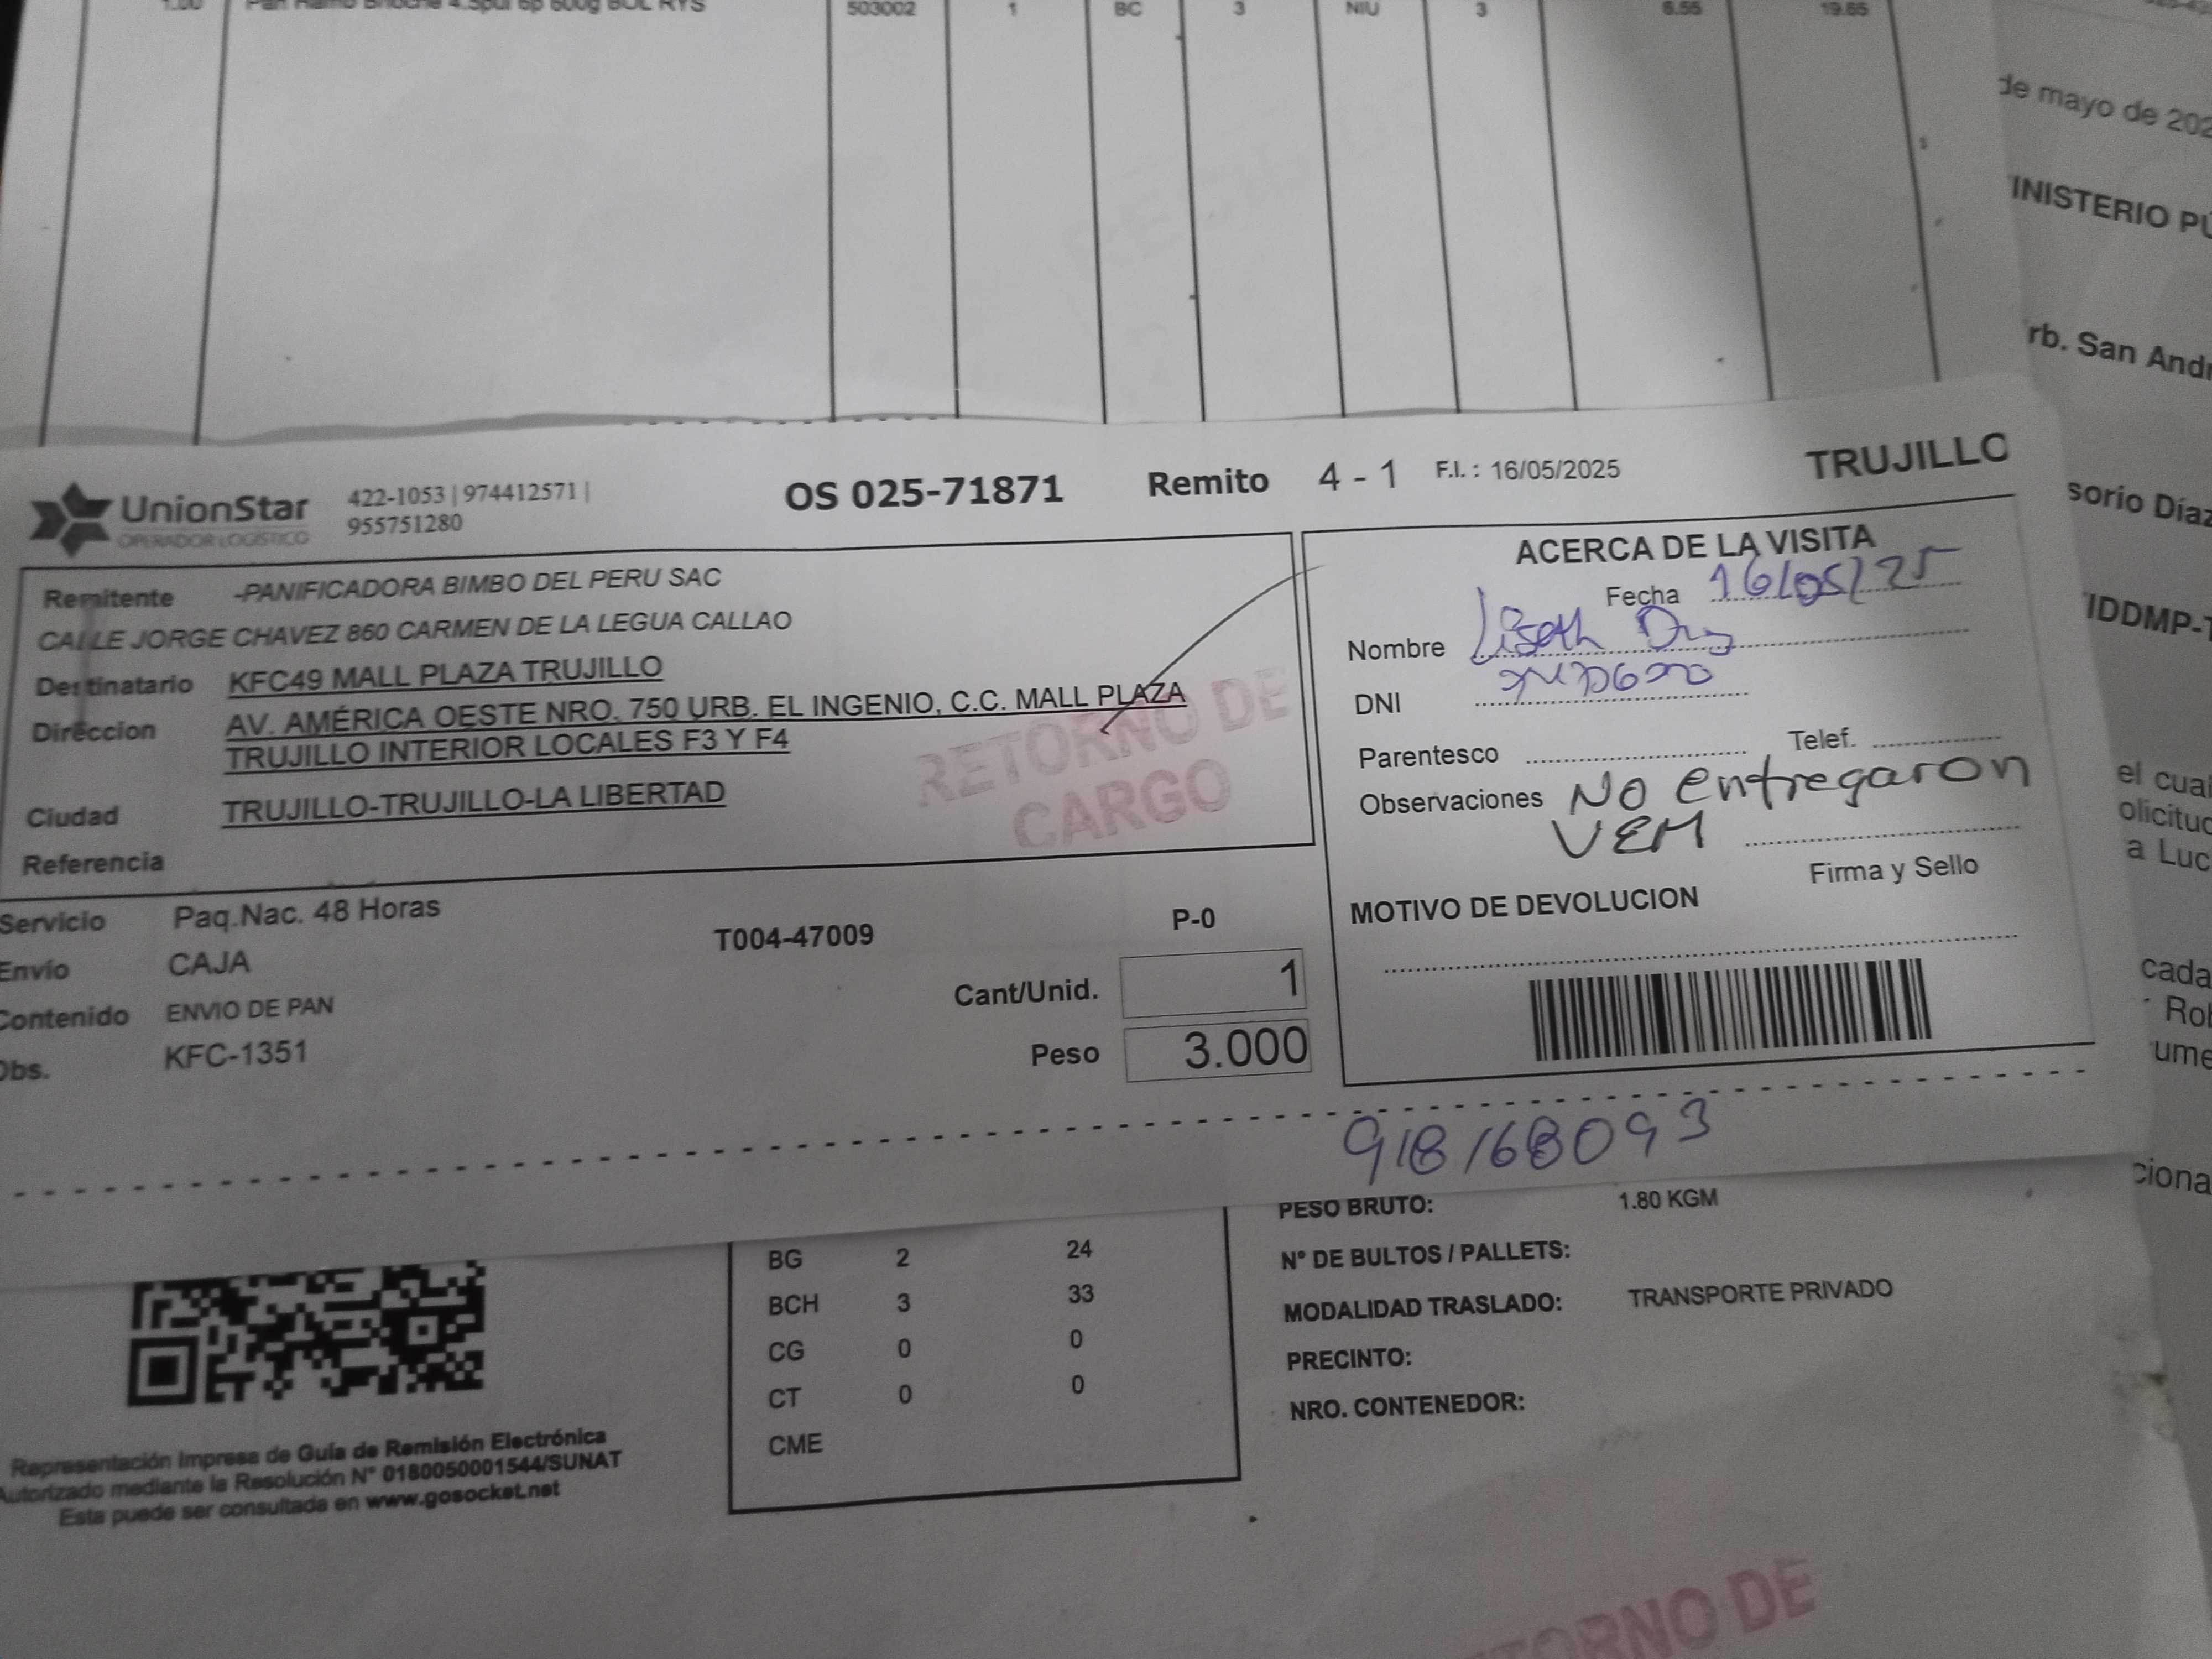 503002 1 BC 3 NIU 3 6.55 19.65
de mayo de 202
INISTERIO PÚ
rb. San Andr
sorio Díaz
IDDMP-T
el cual
olicitud
a Luc
cada
Rol
ume
ciona
UnionStar
OPERADOR LOGÍSTICO
422-1053 | 974412571 |
955751280
OS 025-71871
Remito 4 - 1
F.I. : 16/05/2025
TRUJILLO
Remitente -PANIFICADORA BIMBO DEL PERU SAC
CALLE JORGE CHAVEZ 860 CARMEN DE LA LEGUA CALLAO
Destinatario KFC49 MALL PLAZA TRUJILLO
Direccion AV. AMÉRICA OESTE NRO. 750 URB. EL INGENIO, C.C. MALL PLAZA
TRUJILLO INTERIOR LOCALES F3 Y F4
Ciudad TRUJILLO-TRUJILLO-LA LIBERTAD
Referencia
RETORNO DE
CARGO
ACERCA DE LA VISITA
Fecha 16/05/25
Nombre
DNI
Parentesco Telef.
Observaciones No entregaron
VEM
Firma y Sello
MOTIVO DE DEVOLUCION
Servicio Paq.Nac. 48 Horas
Envío CAJA
Contenido ENVIO DE PAN
Obs. KFC-1351
T004-47009
P-0
Cant/Unid. 1
Peso 3.000
918168093
BG 2 24
BCH 3 33
CG 0 0
CT 0 0
CME
PESO BRUTO: 1.80 KGM
N° DE BULTOS / PALLETS:
MODALIDAD TRASLADO: TRANSPORTE PRIVADO
PRECINTO:
NRO. CONTENEDOR:
Representación Impresa de Guía de Remisión Electrónica
Autorizado mediante la Resolución N° 0180050001544/SUNAT
Esta puede ser consultada en www.gosocket.net
TORNO DE